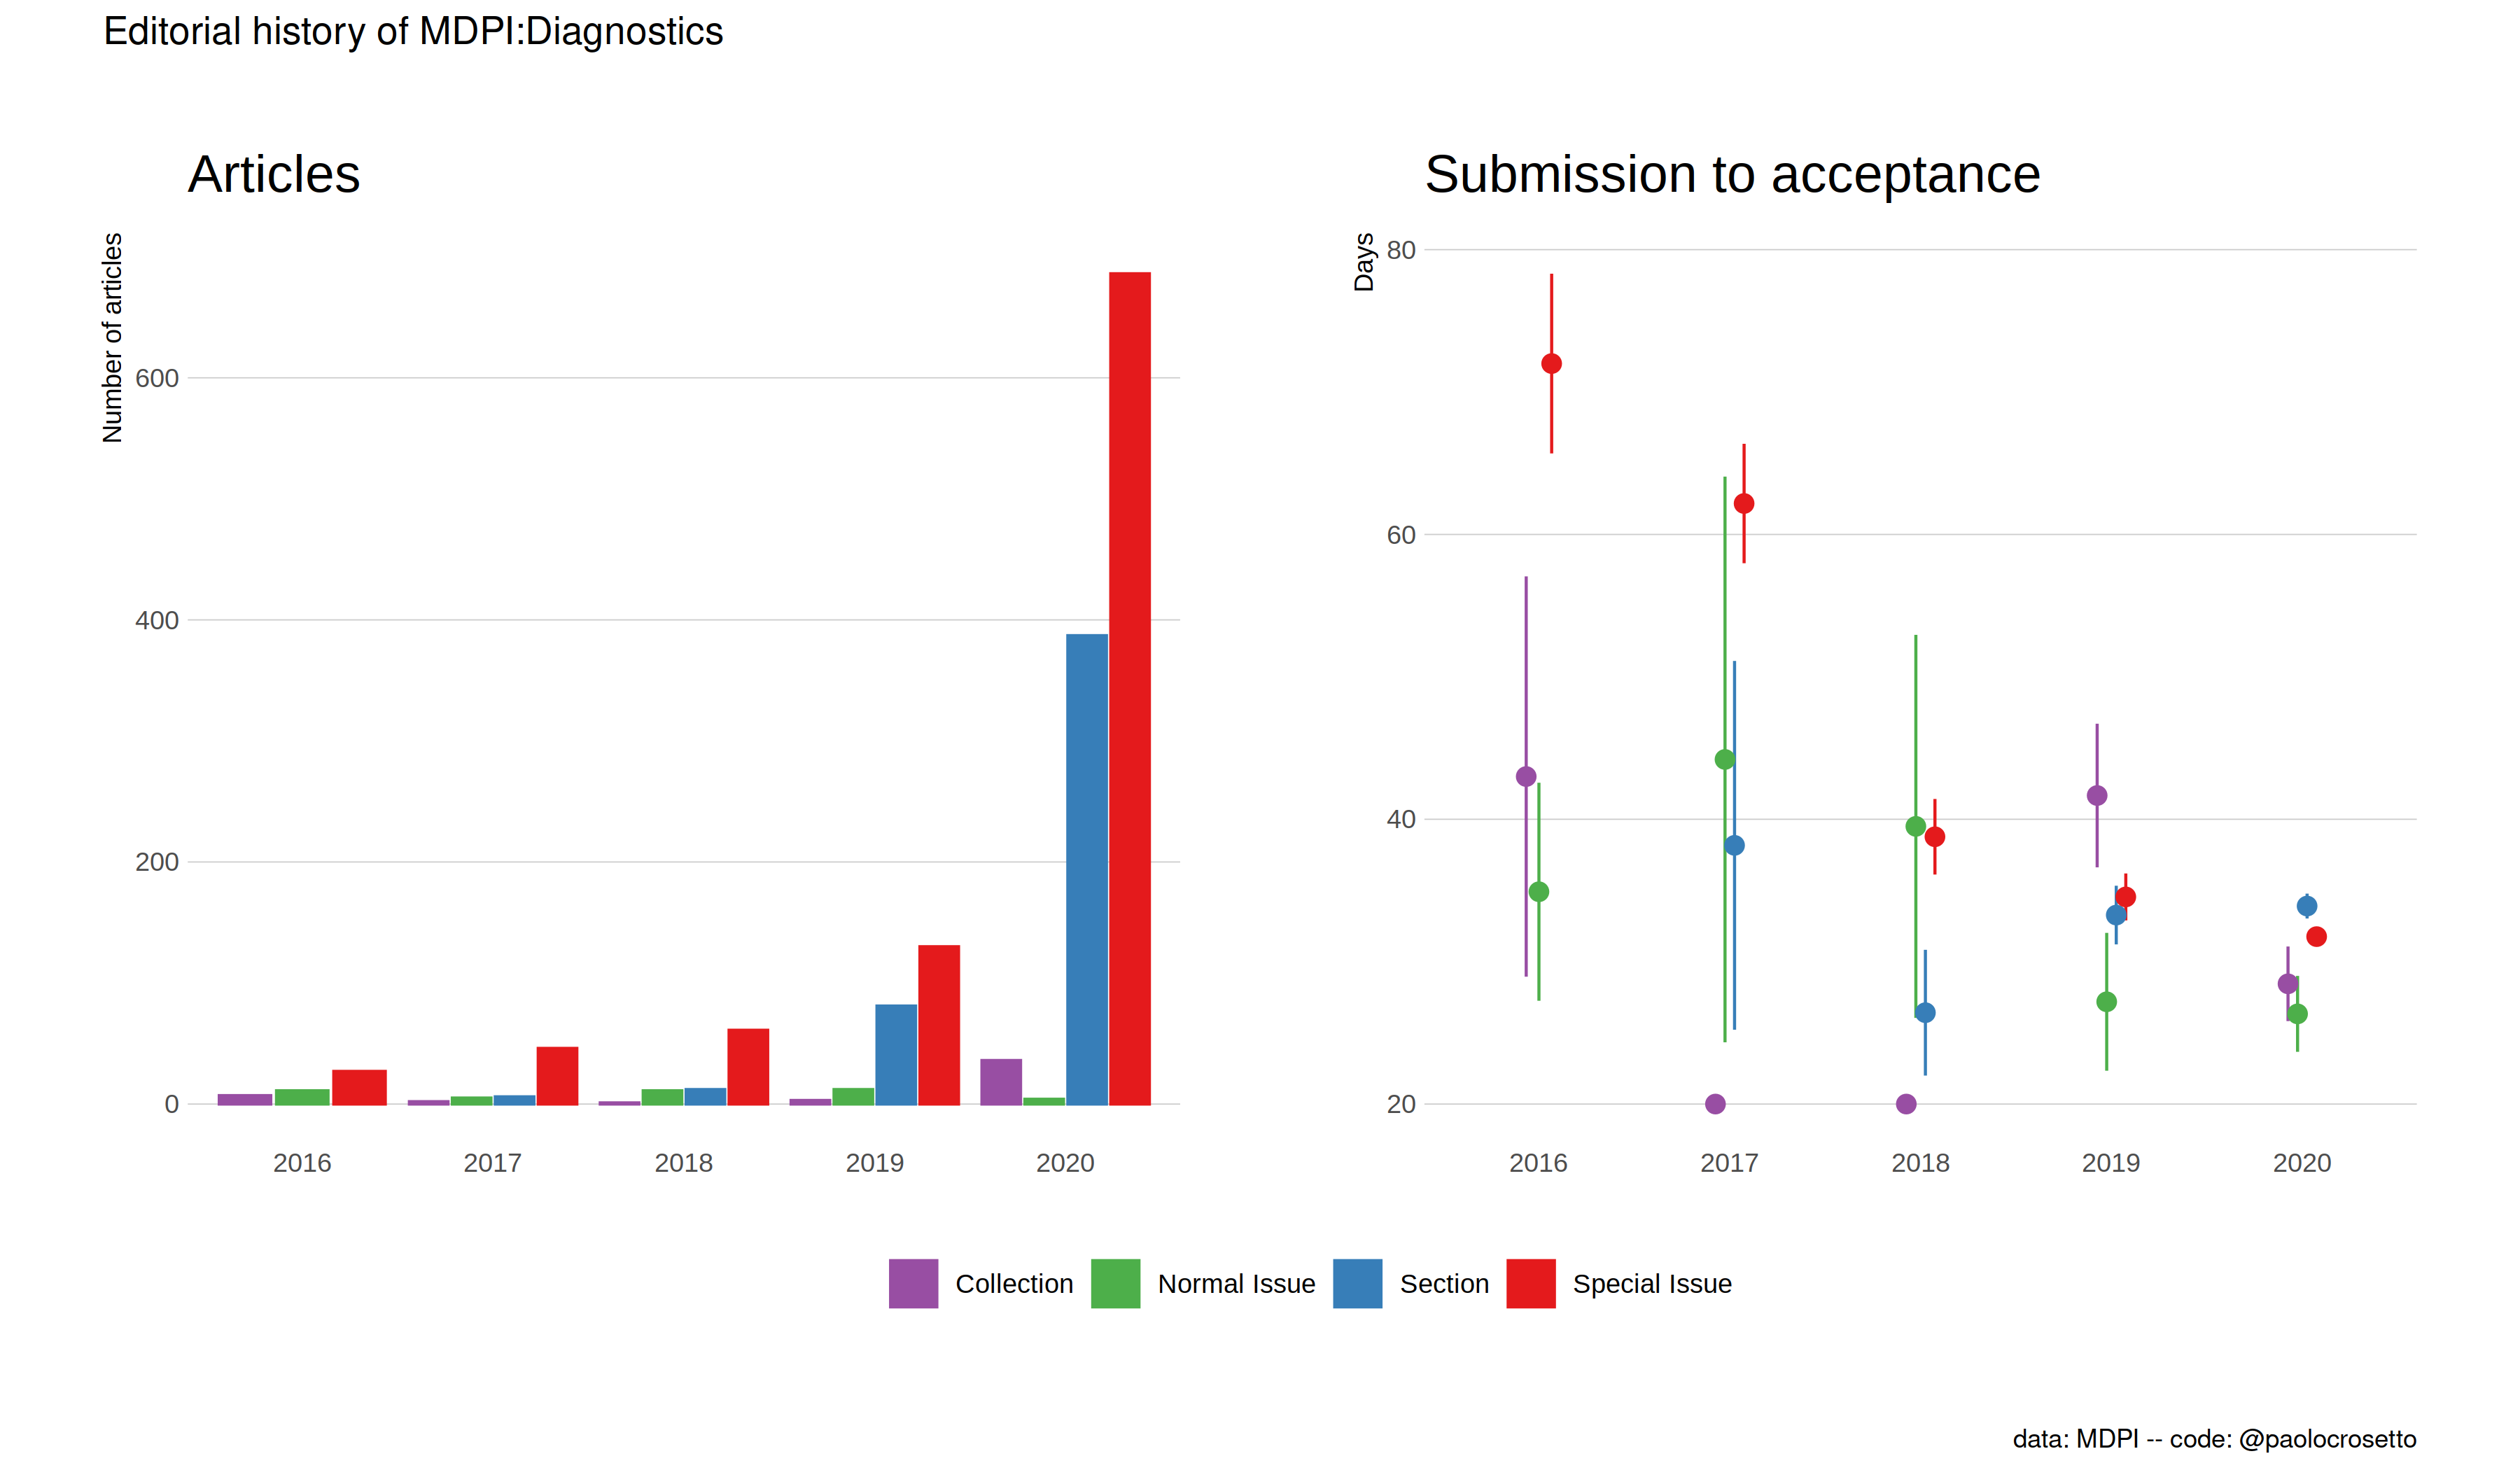 Editorial history of MDPI:Diagnostics
Articles
Number of articles
600
400
200
0
2016 2017 2018 2019 2020
Submission to acceptance
Days
80
60
40
20
2016 2017 2018 2019 2020
Collection Normal Issue Section Special Issue
data: MDPI -- code: @paolocrosetto